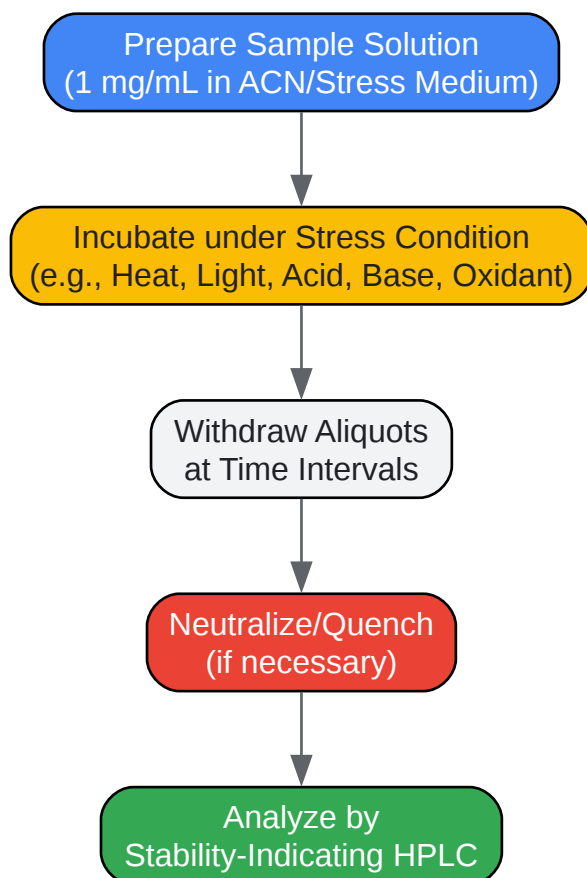 Prepare Sample Solution
(1 mg/mL in ACN/Stress Medium)
Incubate under Stress Condition
(e.g., Heat, Light, Acid, Base, Oxidant)
Withdraw Aliquots
at Time Intervals
Neutralize/Quench
(if necessary)
Analyze by
Stability-Indicating HPLC